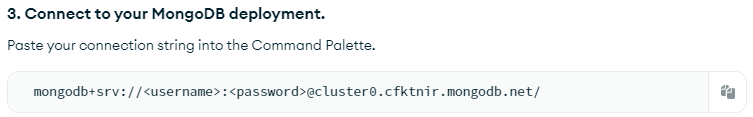 3. Connect to your MongoDB deployment.
Paste your connection string into the Command Palette.
mongodb+srv://<username>:<password>@cluster0.cfktnir.mongodb.net/